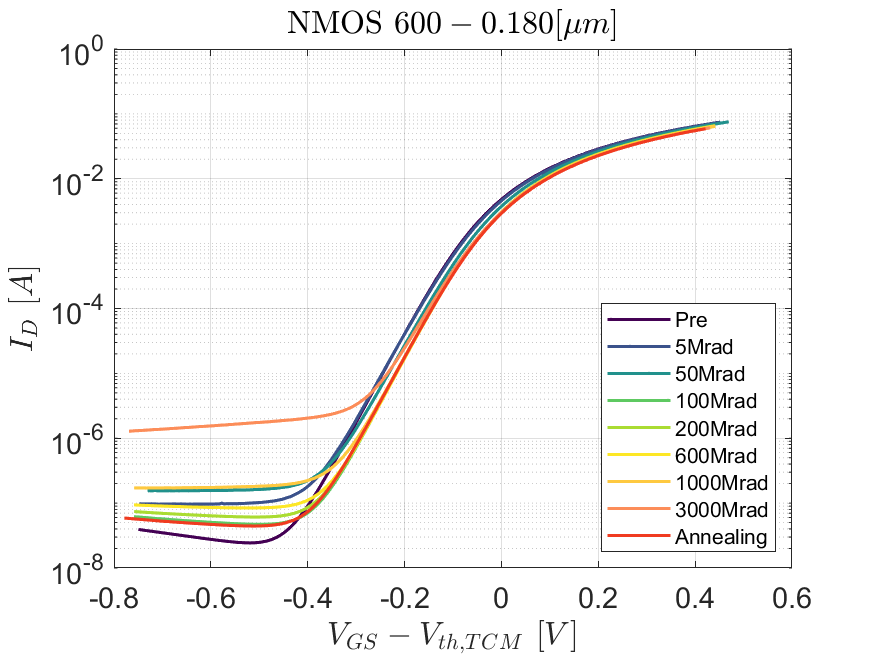 NMOS 600 − 0.180[μm]
10^0
10^-2
10^-4
10^-6
10^-8
I_D [A]
Pre
5Mrad
50Mrad
100Mrad
200Mrad
600Mrad
1000Mrad
3000Mrad
Annealing
-0.8 -0.6 -0.4 -0.2 0 0.2 0.4 0.6
V_GS − V_th,TCM [V]